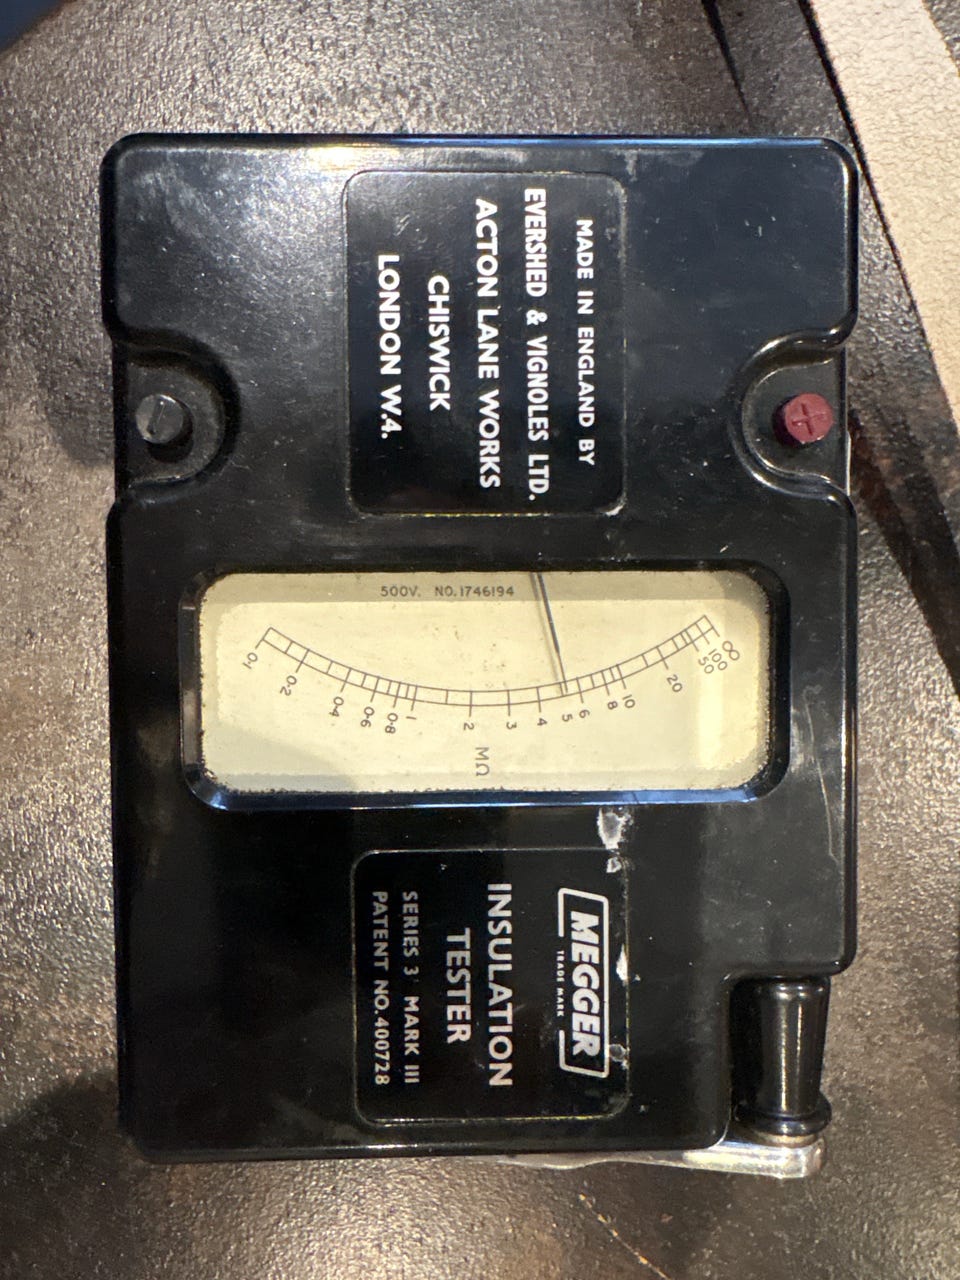 MADE IN ENGLAND BY
EVERSHED & VIGNOLES LTD.
ACTON LANE WORKS
CHISWICK
LONDON W.4.
∞
100
50
20
10
8
6
5
4
3
2
1
0·8
0·6
0·4
0·2
0·1
MΩ
500V. NO.1746194
MEGGER
TRADE MARK
INSULATION
TESTER
SERIES 3 MARK III
PATENT NO.400728